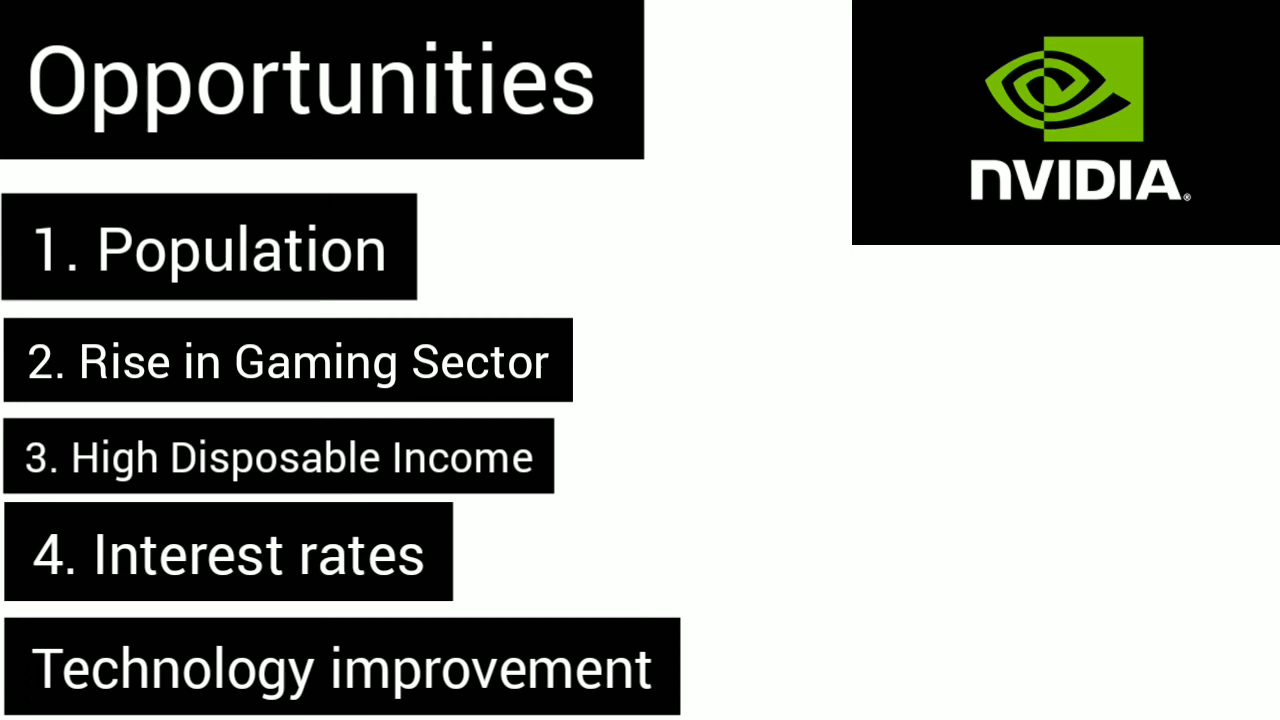 Opportunities
NVIDIA®
1. Population
2. Rise in Gaming Sector
3. High Disposable Income
4. Interest rates
Technology improvement